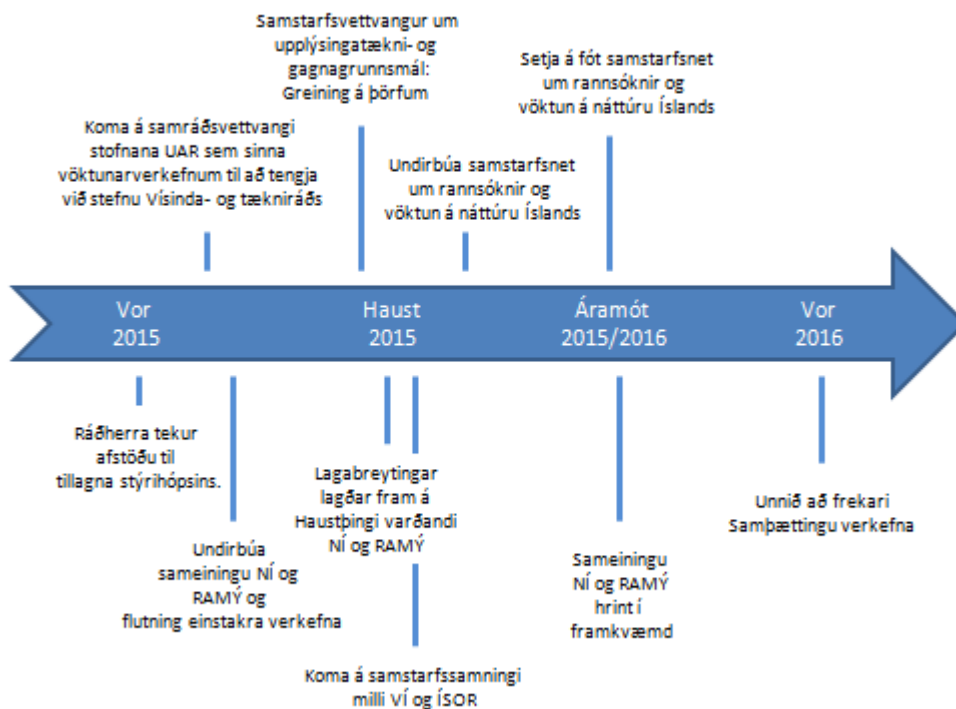 Samstarfsvettvangur um
upplýsingatækni- og
gagnagrunnsmál:
Greining á þörfum
Setja á fót samstarfsnet
um rannsóknir og
vöktun á náttúru Íslands
Koma á samráðsvettvangi
stofnana UAR sem sinna
vöktunarverkefnum til að tengja
við stefnu Vísinda- og tækniráðs
Undirbúa samstarfsnet
um rannsóknir og
vöktun á náttúru Íslands
Vor
2015
Haust
2015
Áramót
2015/2016
Vor
2016
Ráðherra tekur
afstöðu til
tillagna stýrihópsins.
Undirbúa
sameiningu NÍ og
RAMÝ og
flutning einstakra verkefna
Lagabreytingar
lagðar fram á
Haustþingi varðandi
NÍ og RAMÝ
Koma á samstarfssamningi
milli VÍ og ÍSOR
Sameiningu
NÍ og RAMÝ
hrint í
framkvæmd
Unnið að frekari
Samþættingu verkefna